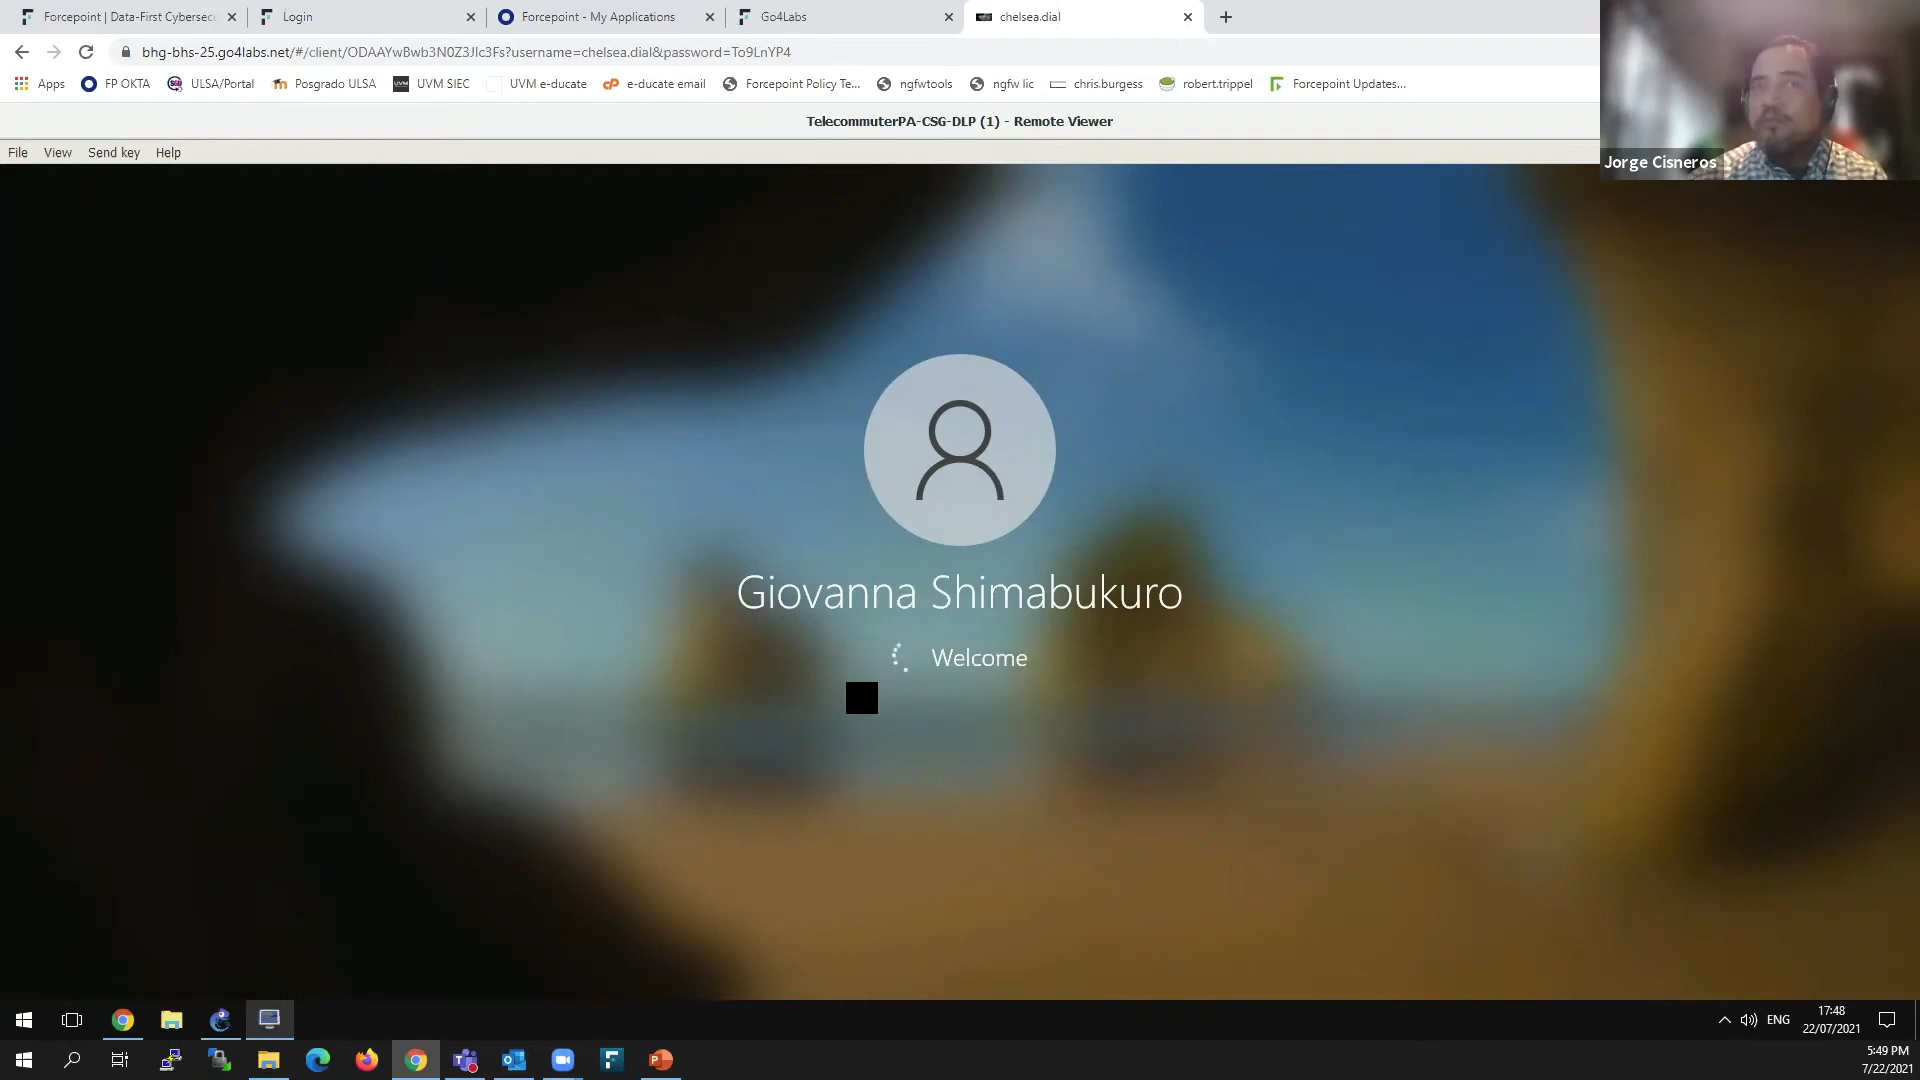 Forcepoint | Data-First Cybersec
Login
Forcepoint - My Applications
Go4Labs
chelsea.dial
bhg-bhs-25.go4labs.net/#/client/ODAAYwBwb3N0Z3Jlc3Fs?username=chelsea.dial&password=To9LnYP4
Apps
FP OKTA
ULSA/Portal
Posgrado ULSA
UVM SIEC
UVM e-ducate
e-ducate email
Forcepoint Policy Te...
ngfwtools
ngfw lic
chris.burgess
robert.trippel
Forcepoint Updates...
TelecommuterPA-CSG-DLP (1) - Remote Viewer
File View Send key Help
Jorge Cisneros
Giovanna Shimabukuro
Welcome
ENG
17:48
22/07/2021
5:49 PM
7/22/2021